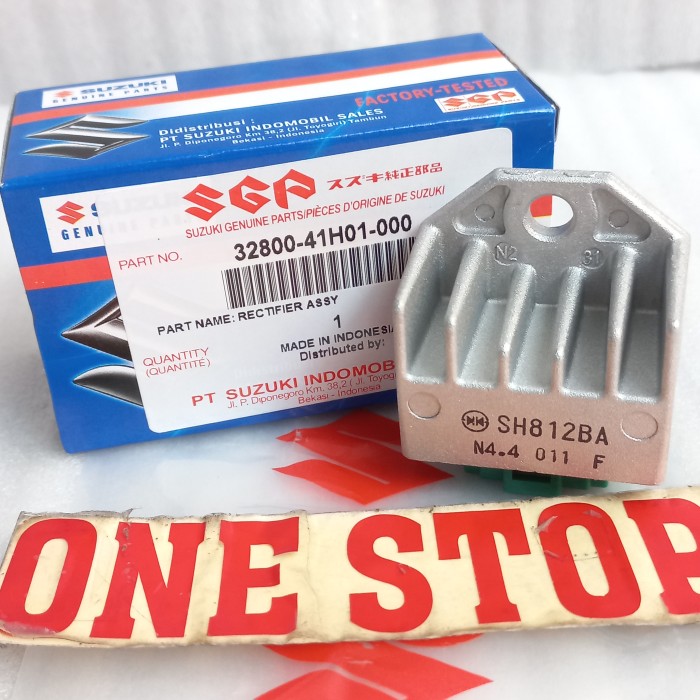 SUZUKI
GENUINE PARTS
FACTORY-TESTED
SGP
Didistribusi :
PT SUZUKI INDOMOBIL SALES
Jl. P. Diponegoro Km 38,2 (Jl. Toyogiri) Tambun
Bekasi - Indonesia
GENUI
SGP スズキ純正部品
SUZUKI GENUINE PARTS/PIÈCES D'ORIGINE DE SUZUKI
PART NO. 32800-41H01-000
PART NAME: RECTIFIER ASSY
QUANTITY 1
(QUANTITÉ)
MADE IN INDONESIA
Distributed by:
PT SUZUKI INDOMOBIL
Jl. P. Diponegoro Km. 38,2 ( Jl. Toyogi
Bekasi - Indonesia
N2 31
SH812BA
N4.4 011 F
ONE STOP